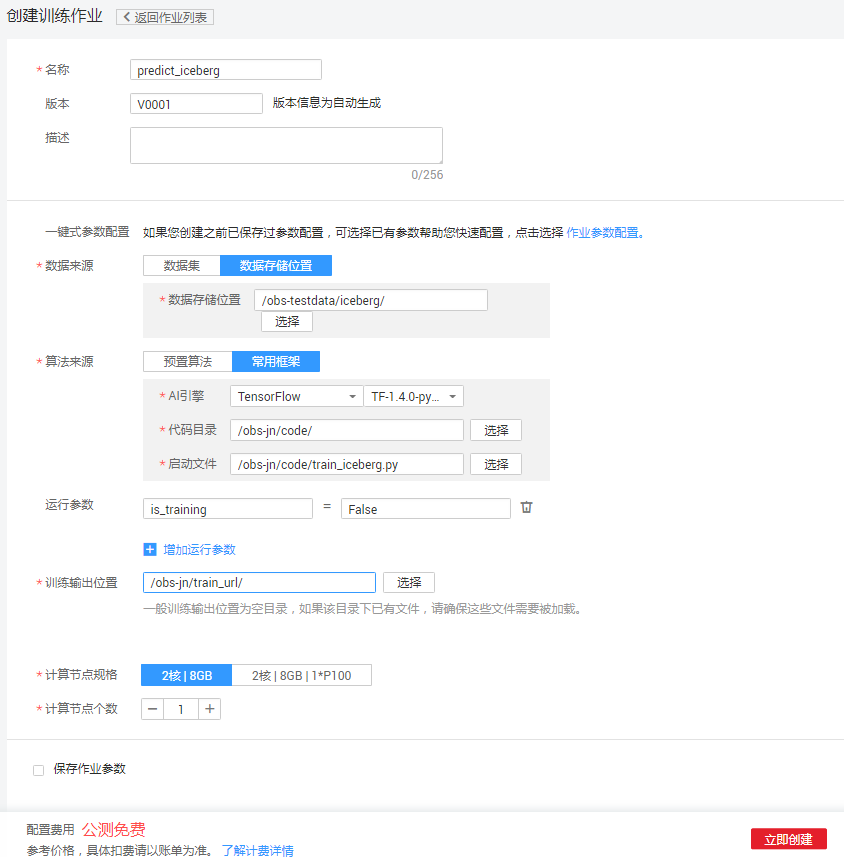 创建训练作业 返回作业列表
* 名称 predict_iceberg
版本 V0001 版本信息为自动生成
描述
0/256
一键式参数配置 如果您创建之前已保存过参数配置，可选择已有参数帮助您快速配置，点击选择 作业参数配置。
* 数据来源 数据集 数据存储位置
* 数据存储位置 /obs-testdata/iceberg/
选择
* 算法来源 预置算法 常用框架
* AI引擎 TensorFlow TF-1.4.0-py...
* 代码目录 /obs-jn/code/ 选择
* 启动文件 /obs-jn/code/train_iceberg.py 选择
运行参数 is_training = False
增加运行参数
* 训练输出位置 /obs-jn/train_url/ 选择
一般训练输出位置为空目录，如果该目录下已有文件，请确保这些文件需要被加载。
* 计算节点规格 2核 | 8GB 2核 | 8GB | 1*P100
* 计算节点个数 − 1 +
保存作业参数
配置费用 公测免费
参考价格，具体扣费请以账单为准。 了解计费详情
立即创建